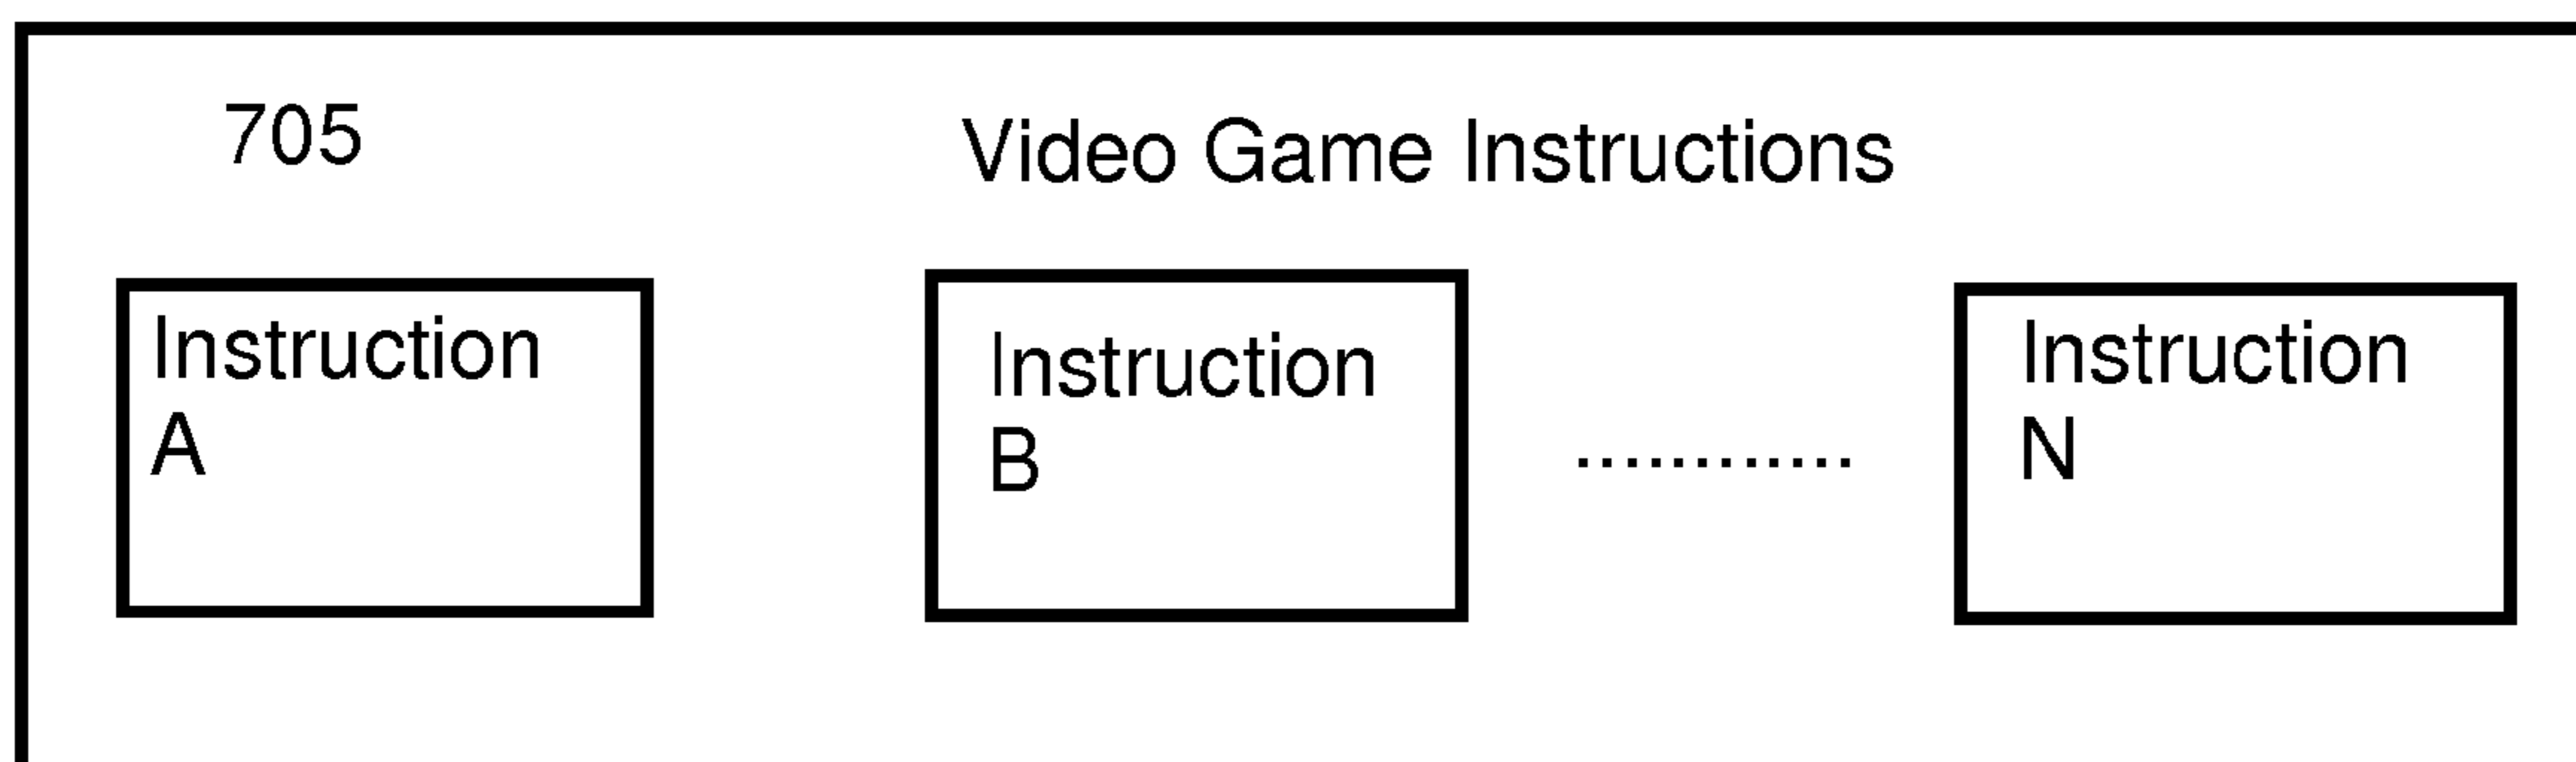 705
Video Game Instructions
Instruction
A
Instruction
B
............
Instruction
N